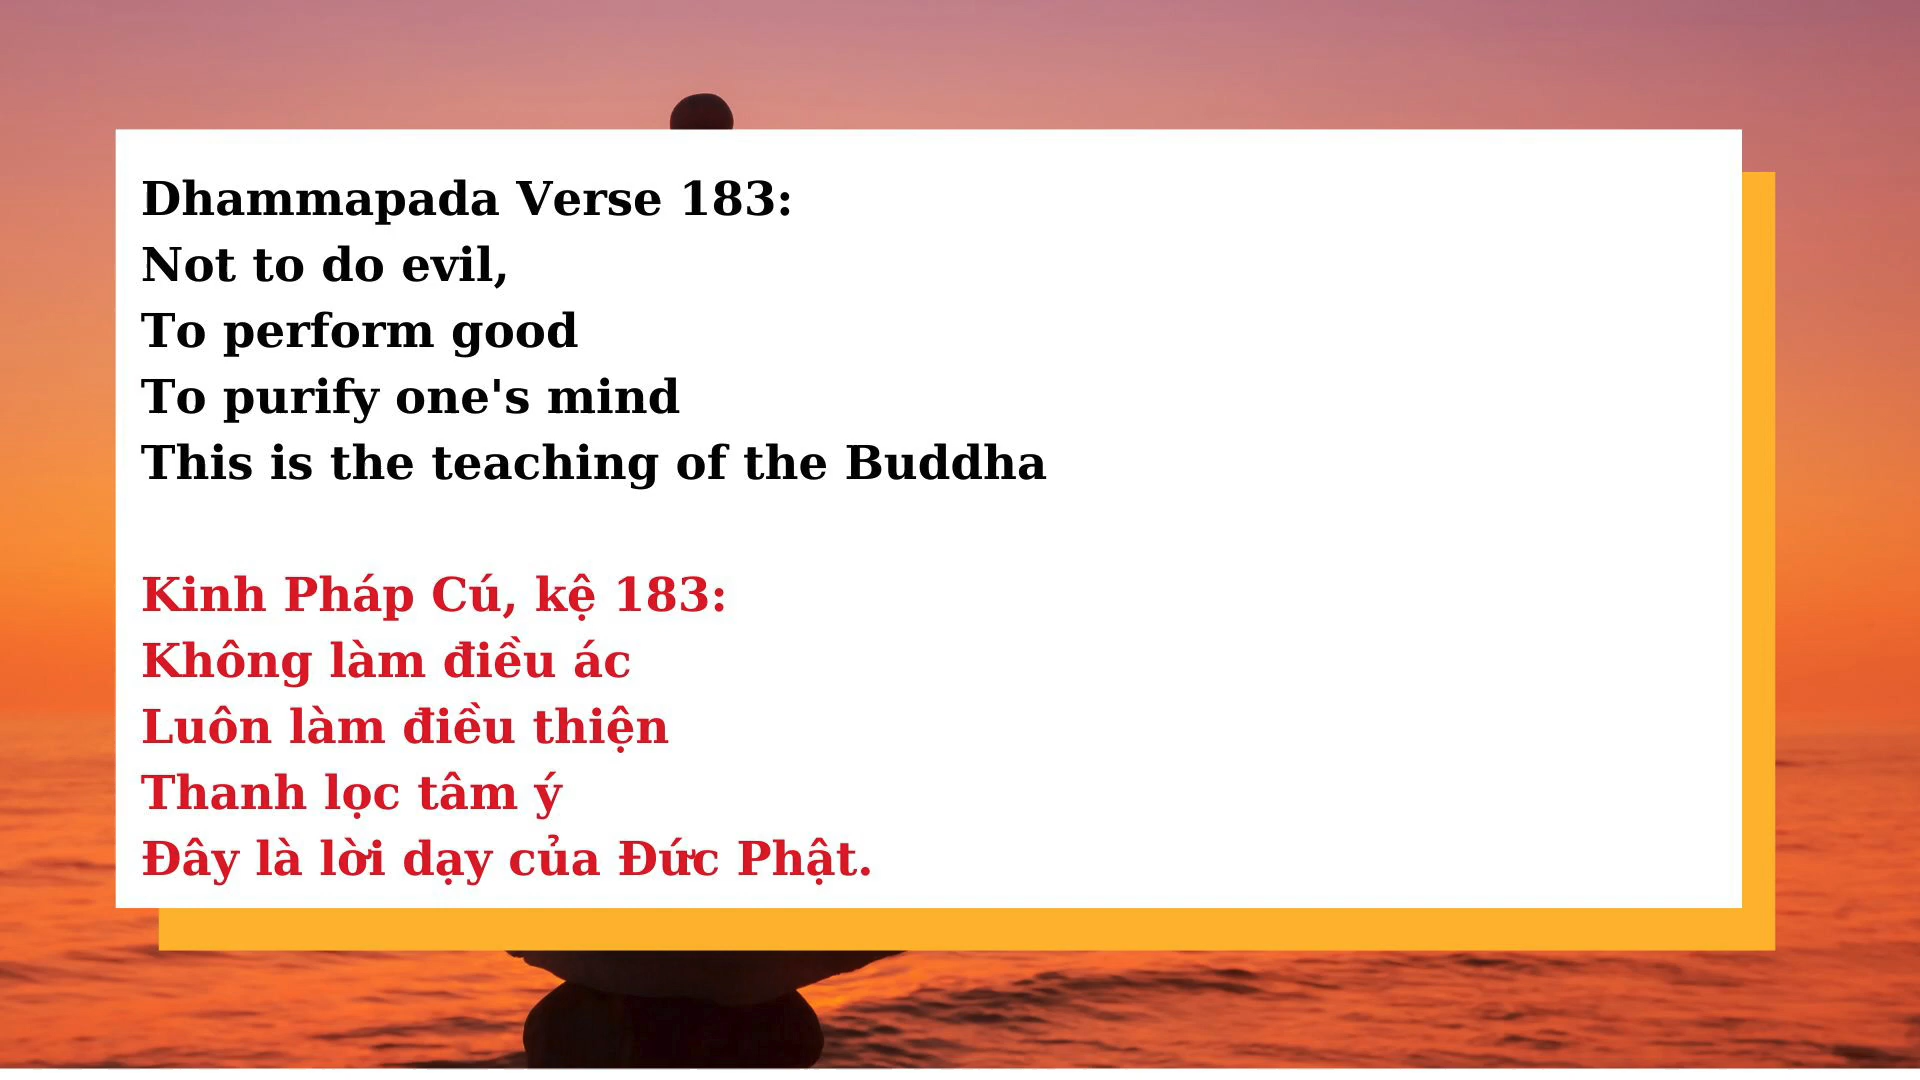 Dhammapada Verse 183:
Not to do evil,
To perform good
To purify one's mind
This is the teaching of the Buddha
Kinh Pháp Cú, kệ 183:
Không làm điều ác
Luôn làm điều thiện
Thanh lọc tâm ý
Đây là lời dạy của Đức Phật.